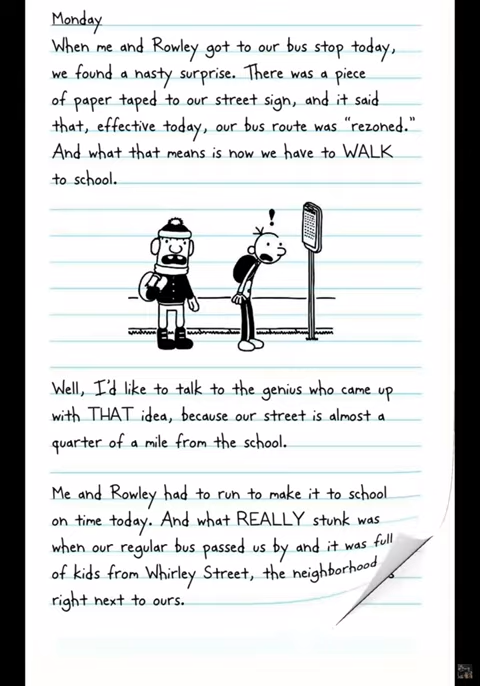 Monday
When me and Rowley got to our bus stop today,
we found a nasty surprise. There was a piece
of paper taped to our street sign, and it said
that, effective today, our bus route was "rezoned."
And what that means is now we have to WALK
to school.
!
Well, I'd like to talk to the genius who came up
with THAT idea, because our street is almost a
quarter of a mile from the school.
Me and Rowley had to run to make it to school
on time today. And what REALLY stunk was
when our regular bus passed us by and it was full
of kids from Whirley Street, the neighborhood
right next to ours.